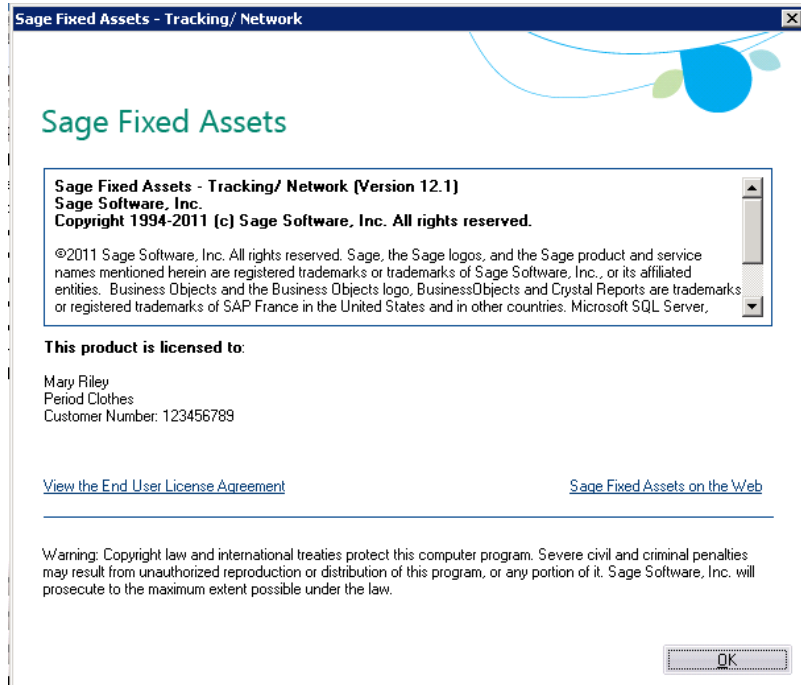 Sage Fixed Assets - Tracking/ Network
Sage Fixed Assets
Sage Fixed Assets - Tracking/ Network (Version 12.1)
Sage Software, Inc.
Copyright 1994-2011 (c) Sage Software, Inc. All rights reserved.
©2011 Sage Software, Inc. All rights reserved. Sage, the Sage logos, and the Sage product and service
names mentioned herein are registered trademarks or trademarks of Sage Software, Inc., or its affiliated
entities. Business Objects and the Business Objects logo, BusinessObjects and Crystal Reports are trademarks
or registered trademarks of SAP France in the United States and in other countries. Microsoft SQL Server,
This product is licensed to:
Mary Riley
Period Clothes
Customer Number: 123456789
View the End User License Agreement
Sage Fixed Assets on the Web
Warning: Copyright law and international treaties protect this computer program. Severe civil and criminal penalties
may result from unauthorized reproduction or distribution of this program, or any portion of it. Sage Software, Inc. will
prosecute to the maximum extent possible under the law.
OK